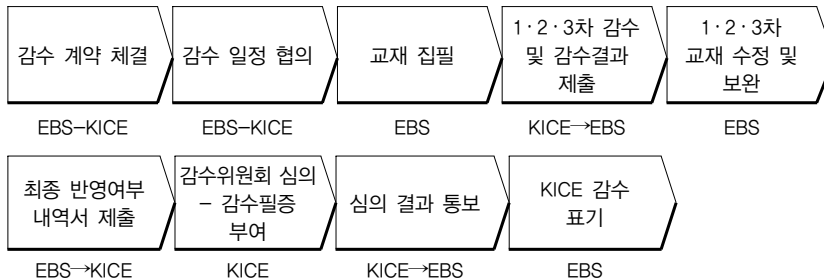 감수 계약 체결
감수 일정 협의
교재 집필
1·2·3차 감수
및 감수결과
제출
1·2·3차
교재 수정 및
보완
EBS-KICE
EBS-KICE
EBS
KICE→EBS
EBS
최종 반영여부
내역서 제출
감수위원회 심의
- 감수필증
부여
심의 결과 통보
KICE 감수
표기
EBS→KICE
KICE
KICE→EBS
EBS